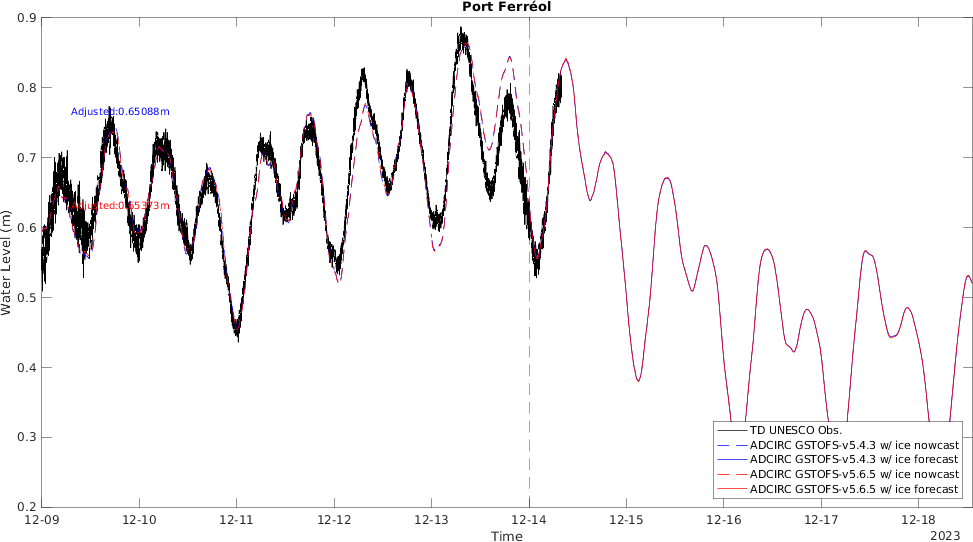 Port Ferréol
0.9
0.8
0.7
0.6
0.5
0.4
0.3
0.2
Water Level (m)
Adjusted:0.65088m
Adjusted:0.65373m
TD UNESCO Obs.
ADCIRC GSTOFS-v5.4.3 w/ ice nowcast
ADCIRC GSTOFS-v5.4.3 w/ ice forecast
ADCIRC GSTOFS-v5.6.5 w/ ice nowcast
ADCIRC GSTOFS-v5.6.5 w/ ice forecast
12-09 12-10 12-11 12-12 12-13 12-14 12-15 12-16 12-17 12-18
Time
2023